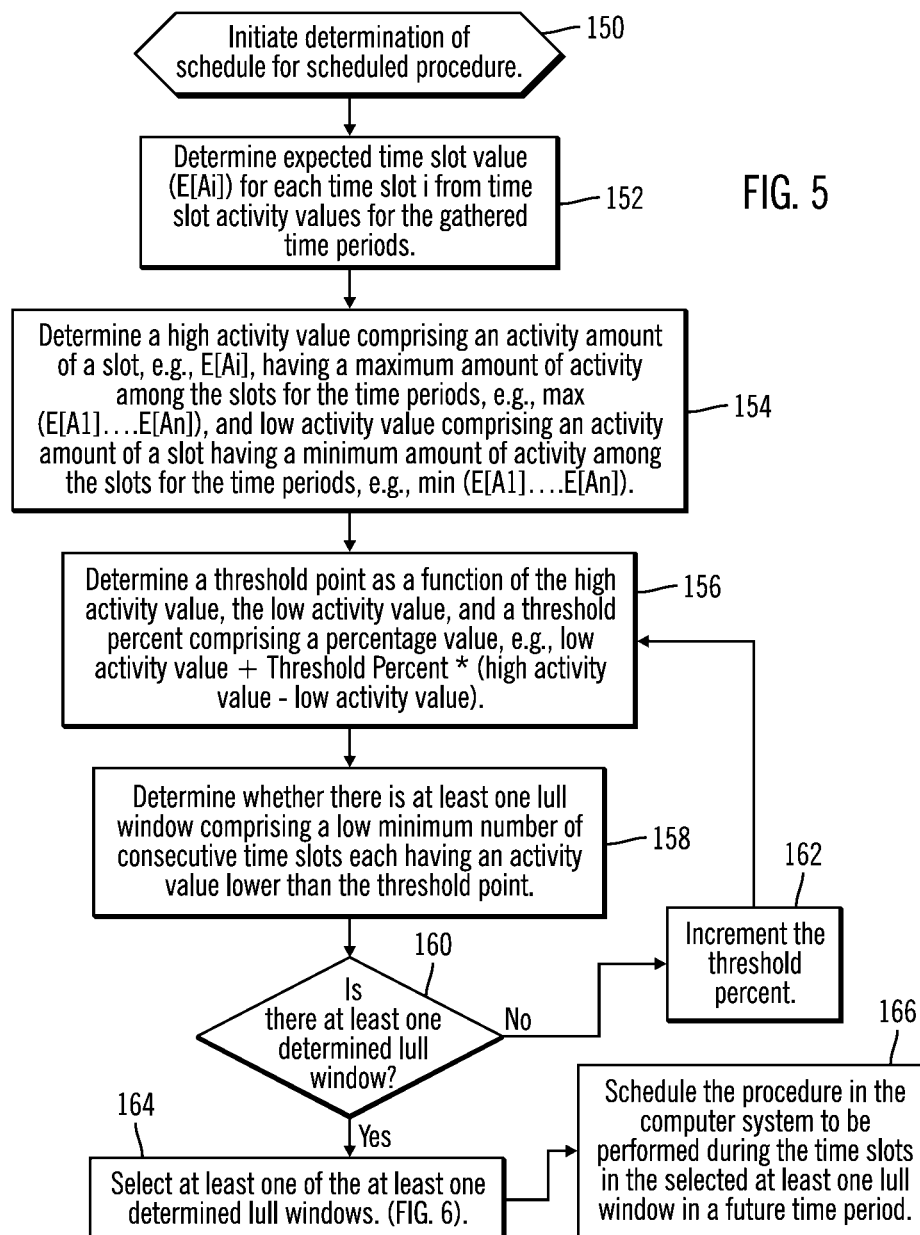 Initiate determination of
schedule for scheduled procedure.
150
Determine expected time slot value
(E[Ai]) for each time slot i from time
slot activity values for the gathered
time periods.
152
FIG. 5
Determine a high activity value comprising an activity amount
of a slot, e.g., E[Ai], having a maximum amount of activity
among the slots for the time periods, e.g., max
(E[A1]....E[An]), and low activity value comprising an activity
amount of a slot having a minimum amount of activity among
the slots for the time periods, e.g., min (E[A1]....E[An]).
154
Determine a threshold point as a function of the high
activity value, the low activity value, and a threshold
percent comprising a percentage value, e.g., low
activity value + Threshold Percent * (high activity
value - low activity value).
156
Determine whether there is at least one lull
window comprising a low minimum number of
consecutive time slots each having an activity
value lower than the threshold point.
158
160
Is
there at least one
determined lull
window?
No
162
Increment the
threshold
percent.
Yes
164
Select at least one of the at least one
determined lull windows. (FIG. 6).
166
Schedule the procedure in the
computer system to be
performed during the time slots
in the selected at least one lull
window in a future time period.